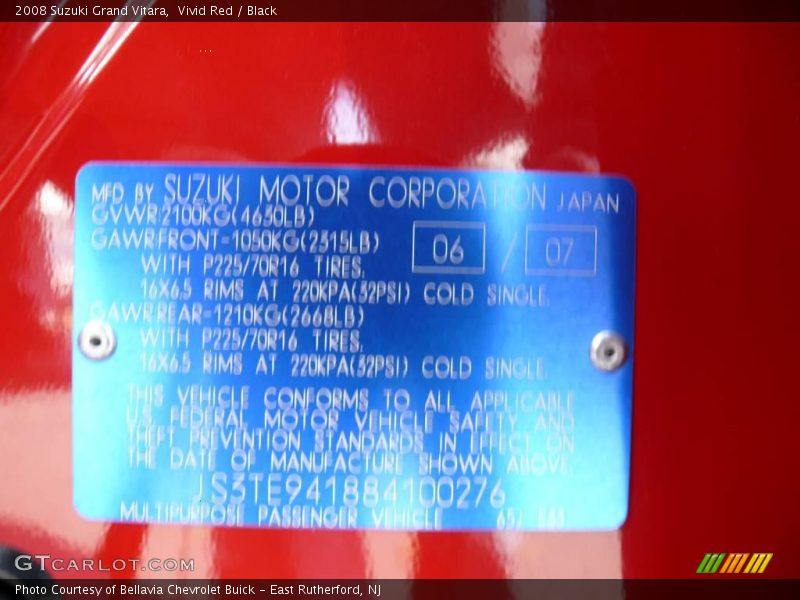 2008 Suzuki Grand Vitara,  Vivid Red / Black
MFD. BY SUZUKI MOTOR CORPORATION JAPAN
GVWR:2100KG(4630LB)
GAWR:FRONT-1050KG(2315LB)
06 / 07
WITH P225/70R16 TIRES,
16X6.5 RIMS AT 220KPA(32PSI) COLD SINGLE.
GAWR:REAR-1210KG(2668LB)
WITH P225/70R16 TIRES,
16X6.5 RIMS AT 220KPA(32PSI) COLD SINGLE.
THIS VEHICLE CONFORMS TO ALL APPLICABLE
U.S. FEDERAL MOTOR VEHICLE SAFETY AND
THEFT PREVENTION STANDARDS IN EFFECT ON
THE DATE OF MANUFACTURE SHOWN ABOVE.
JS3TE941884100276
MULTIPURPOSE PASSENGER VEHICLE
GTCARLOT.COM
Photo Courtesy of Bellavia Chevrolet Buick - East Rutherford, NJ